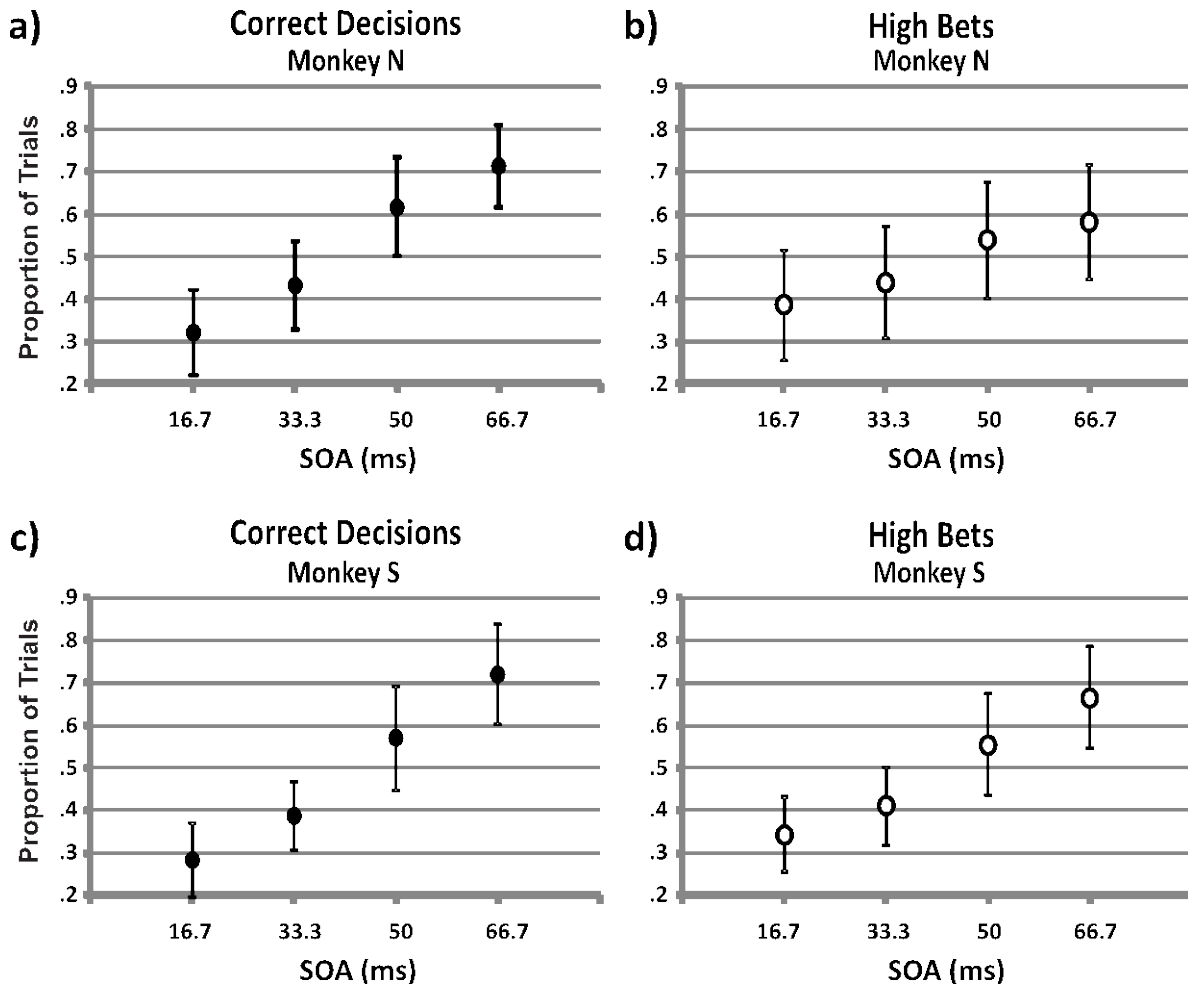 a)
Correct Decisions
Monkey N
Proportion of Trials
.9
.8
.7
.6
.5
.4
.3
.2
16.7 33.3 50 66.7
SOA (ms)
b)
High Bets
Monkey N
.9
.8
.7
.6
.5
.4
.3
.2
16.7 33.3 50 66.7
SOA (ms)
c)
Correct Decisions
Monkey S
Proportion of Trials
.9
.8
.7
.6
.5
.4
.3
.2
16.7 33.3 50 66.7
SOA (ms)
d)
High Bets
Monkey S
.9
.8
.7
.6
.5
.4
.3
.2
16.7 33.3 50 66.7
SOA (ms)